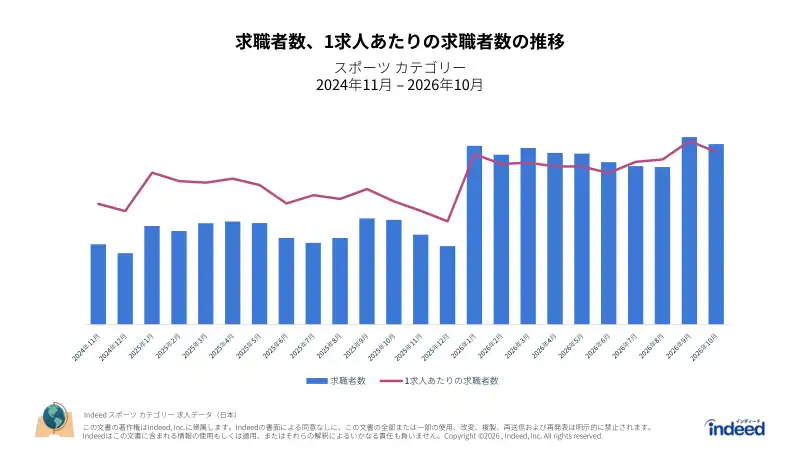 求職者数、1求人あたりの求職者数の推移
スポーツ カテゴリー
2024年11月 – 2026年10月
2024年11月
2024年12月
2025年1月
2025年2月
2025年3月
2025年4月
2025年5月
2025年6月
2025年7月
2025年8月
2025年9月
2025年10月
2025年11月
2025年12月
2026年1月
2026年2月
2026年3月
2026年4月
2026年5月
2026年6月
2026年7月
2026年8月
2026年9月
2026年10月
求職者数
1求人あたりの求職者数
Indeed スポーツ カテゴリー 求人データ（日本）
この文書の著作権はIndeed, Inc.に帰属します。Indeedの書面による同意なしに、この文書の全部または一部の使用、改変、複製、再送信および再発表は明示的に禁止されます。
Indeedはこの文書に含まれる情報の使用もしくは適用、またはそれらの解釈によるいかなる責任も負いません。Copyright ©2026 , Indeed, Inc. All rights reserved.
インディード
indeed